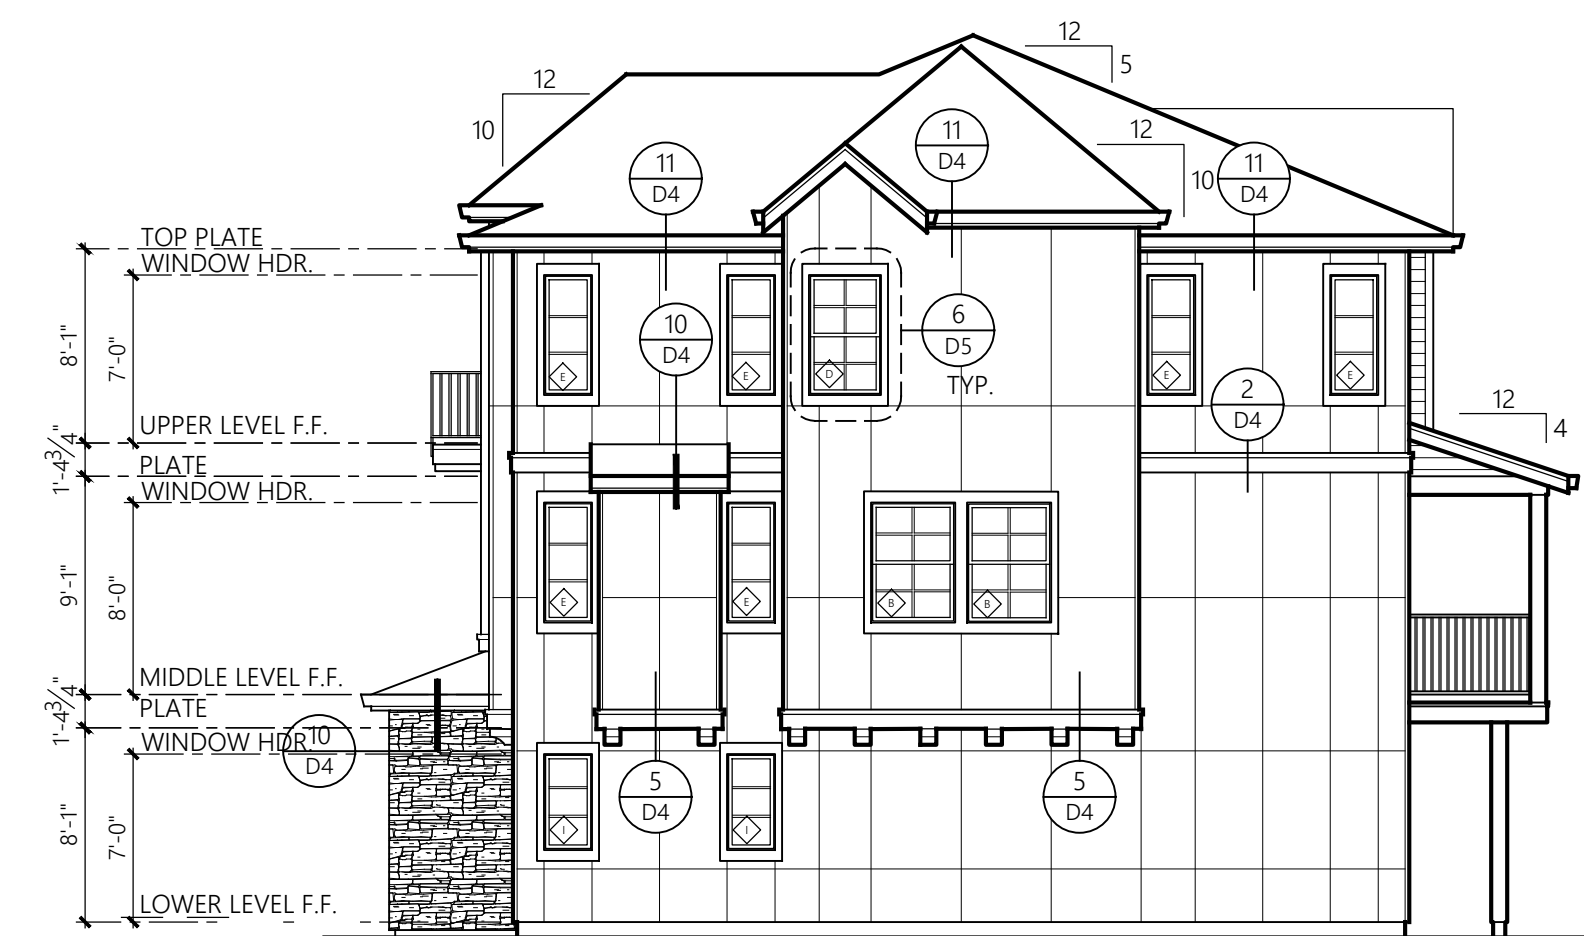 12
5
12
10
12
10
11
D4
11
D4
11
D4
TOP PLATE
WINDOW HDR.
8'-1"
7'-0"
10
D4
6
D5
TYP.
E
E
D
E
E
2
D4
12
4
UPPER LEVEL F.F.
1'-4 3/4"
PLATE
WINDOW HDR.
9'-1"
8'-0"
E
E
B
B
MIDDLE LEVEL F.F.
1'-4 3/4"
PLATE
WINDOW HDR.
10
D4
5
D4
5
D4
8'-1"
7'-0"
I
I
LOWER LEVEL F.F.